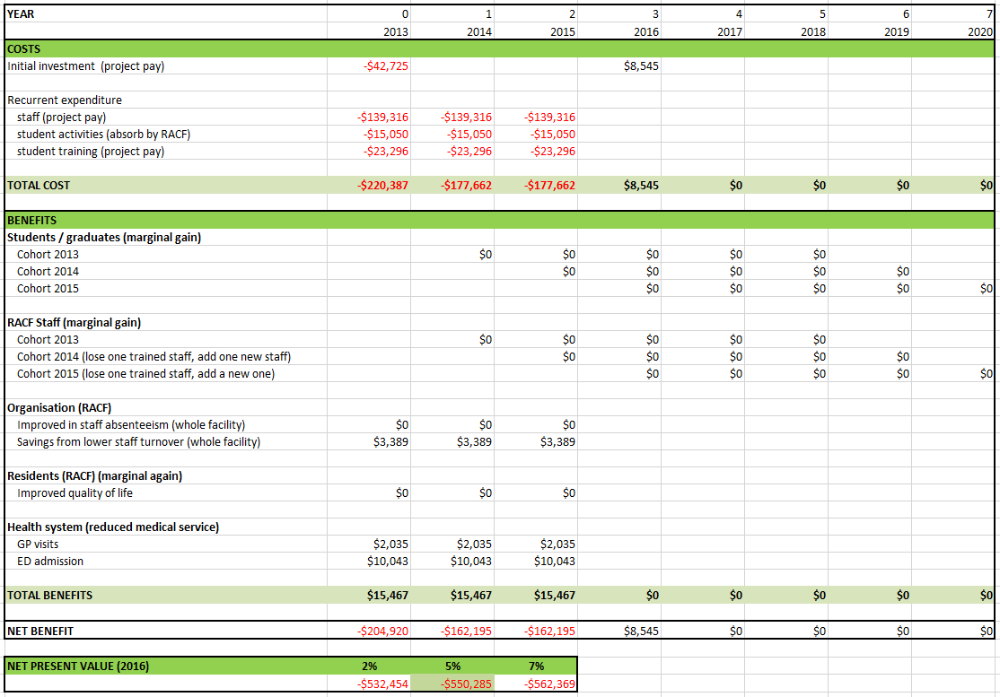 YEAR 0 1 2 3 4 5 6 7
2013 2014 2015 2016 2017 2018 2019 2020
COSTS
Initial investment (project pay) -$42,725 $8,545
Recurrent expenditure
staff (project pay) -$139,316 -$139,316 -$139,316
student activities (absorb by RACF) -$15,050 -$15,050 -$15,050
student training (project pay) -$23,296 -$23,296 -$23,296
TOTAL COST -$220,387 -$177,662 -$177,662 $8,545 $0 $0 $0 $0
BENEFITS
Students / graduates (marginal gain)
Cohort 2013 $0 $0 $0 $0 $0
Cohort 2014 $0 $0 $0 $0 $0
Cohort 2015 $0 $0 $0 $0 $0
RACF Staff (marginal gain)
Cohort 2013 $0 $0 $0 $0 $0
Cohort 2014 (lose one trained staff, add one new staff) $0 $0 $0 $0 $0
Cohort 2015 (lose one trained staff, add a new one) $0 $0 $0 $0 $0
Organisation (RACF)
Improved in staff absenteeism (whole facility) $0 $0 $0
Savings from lower staff turnover (whole facility) $3,389 $3,389 $3,389
Residents (RACF) (marginal again)
Improved quality of life $0 $0 $0
Health system (reduced medical service)
GP visits $2,035 $2,035 $2,035
ED admission $10,043 $10,043 $10,043
TOTAL BENEFITS $15,467 $15,467 $15,467 $0 $0 $0 $0 $0
NET BENEFIT -$204,920 -$162,195 -$162,195 $8,545 $0 $0 $0 $0
NET PRESENT VALUE (2016) 2% 5% 7%
-$532,454 -$550,285 -$562,369